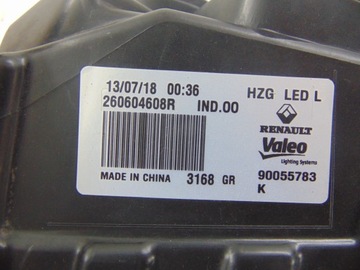 13/07/18 00:36 HZG LED L
260604608R IND.00
RENAULT
Valeo
Lighting Systems
MADE IN CHINA 3168 GR 90055783
K